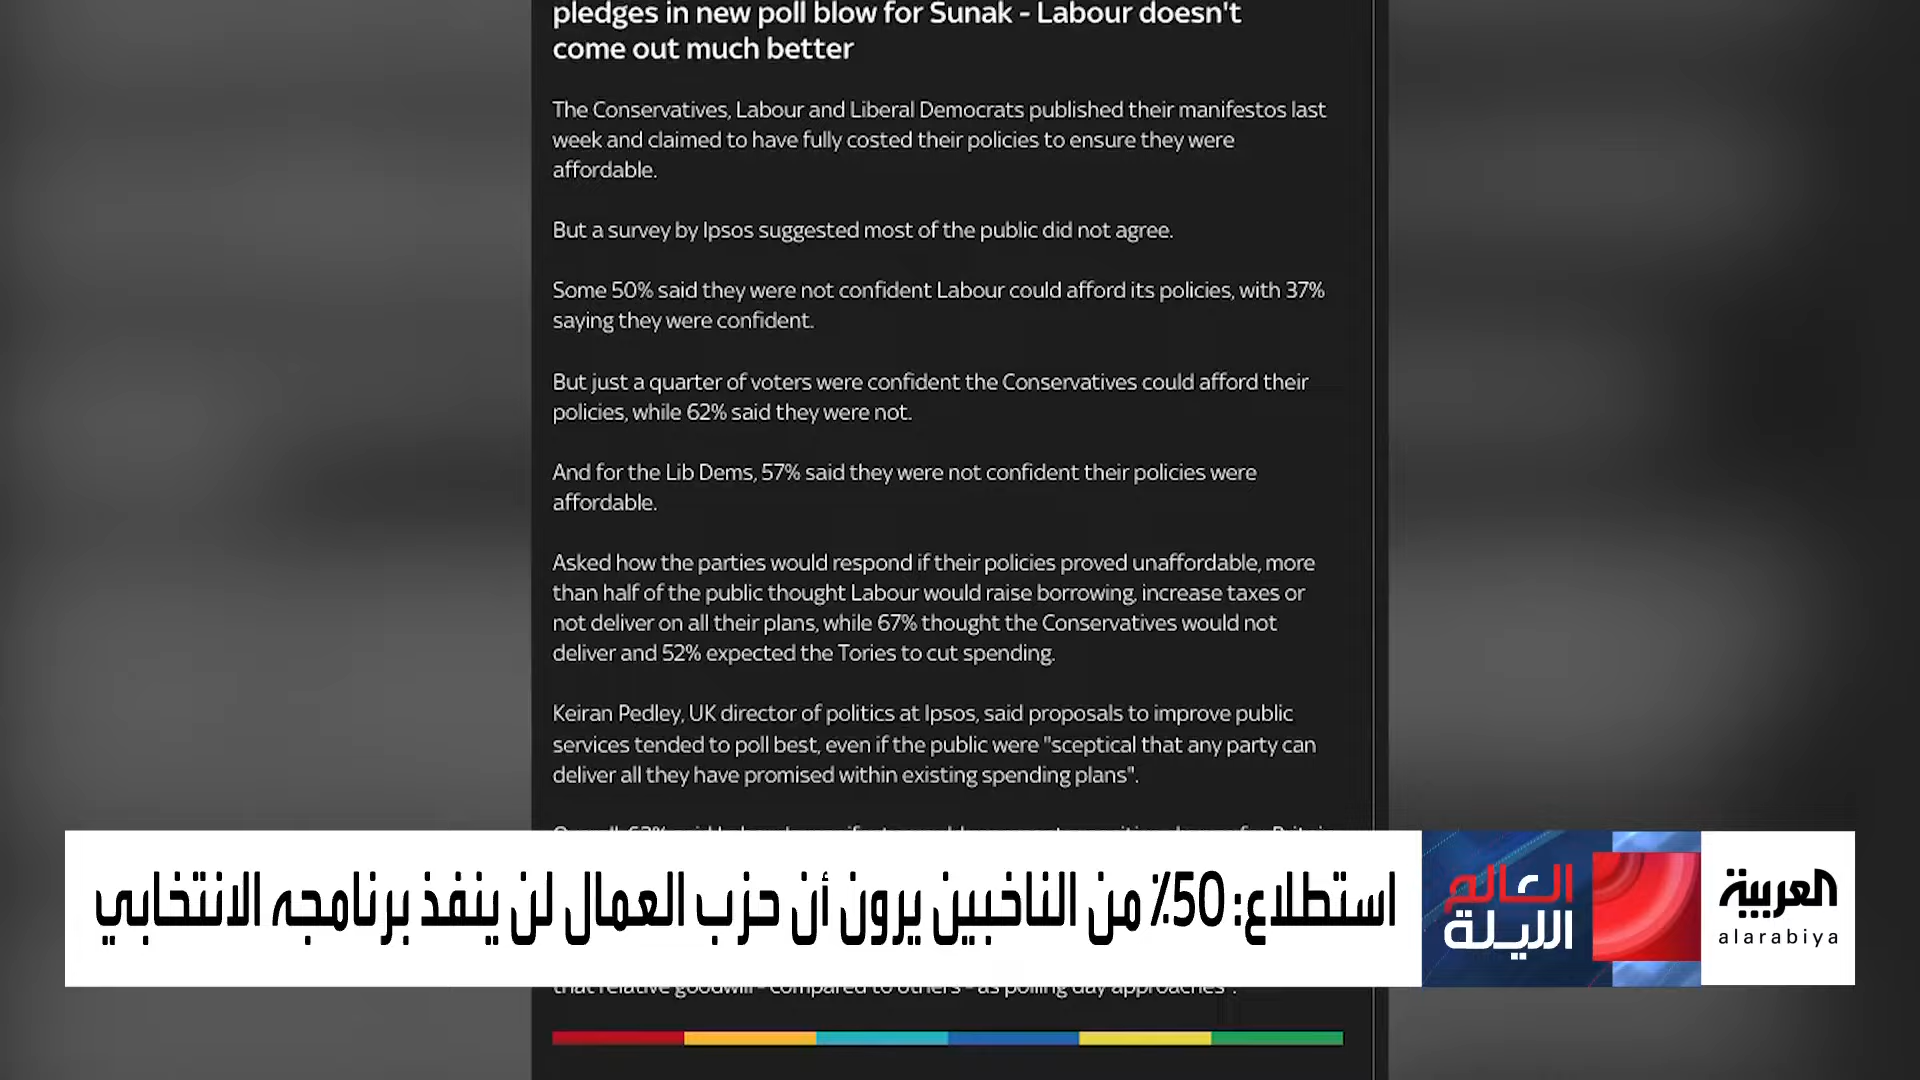 pledges in new poll blow for Sunak - Labour doesn't
come out much better
The Conservatives, Labour and Liberal Democrats published their manifestos last
week and claimed to have fully costed their policies to ensure they were
affordable.
But a survey by Ipsos suggested most of the public did not agree.
Some 50% said they were not confident Labour could afford its policies, with 37%
saying they were confident.
But just a quarter of voters were confident the Conservatives could afford their
policies, while 62% said they were not.
And for the Lib Dems, 57% said they were not confident their policies were
affordable.
Asked how the parties would respond if their policies proved unaffordable, more
than half of the public thought Labour would raise borrowing, increase taxes or
not deliver on all their plans, while 67% thought the Conservatives would not
deliver and 52% expected the Tories to cut spending.
Keiran Pedley, UK director of politics at Ipsos, said proposals to improve public
services tended to poll best, even if the public were "sceptical that any party can
deliver all they have promised within existing spending plans".
استطلاع: 50٪ من الناخبين يرون أن حزب العمال لن ينفذ برنامجه الانتخابي
العالم
الليلة
العربية
alarabiya
that relative goodwill - compared to others - as polling day approaches".